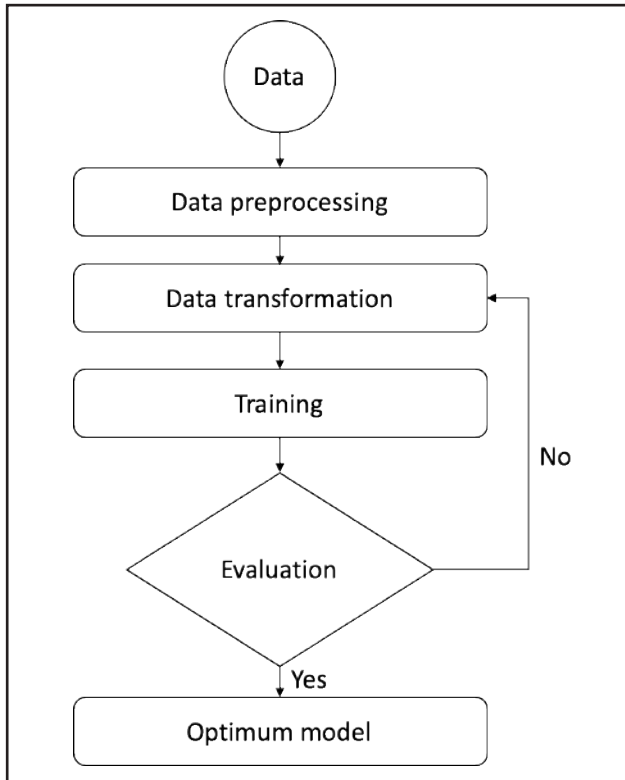 Data
Data preprocessing
Data transformation
Training
No
Evaluation
Yes
Optimum model